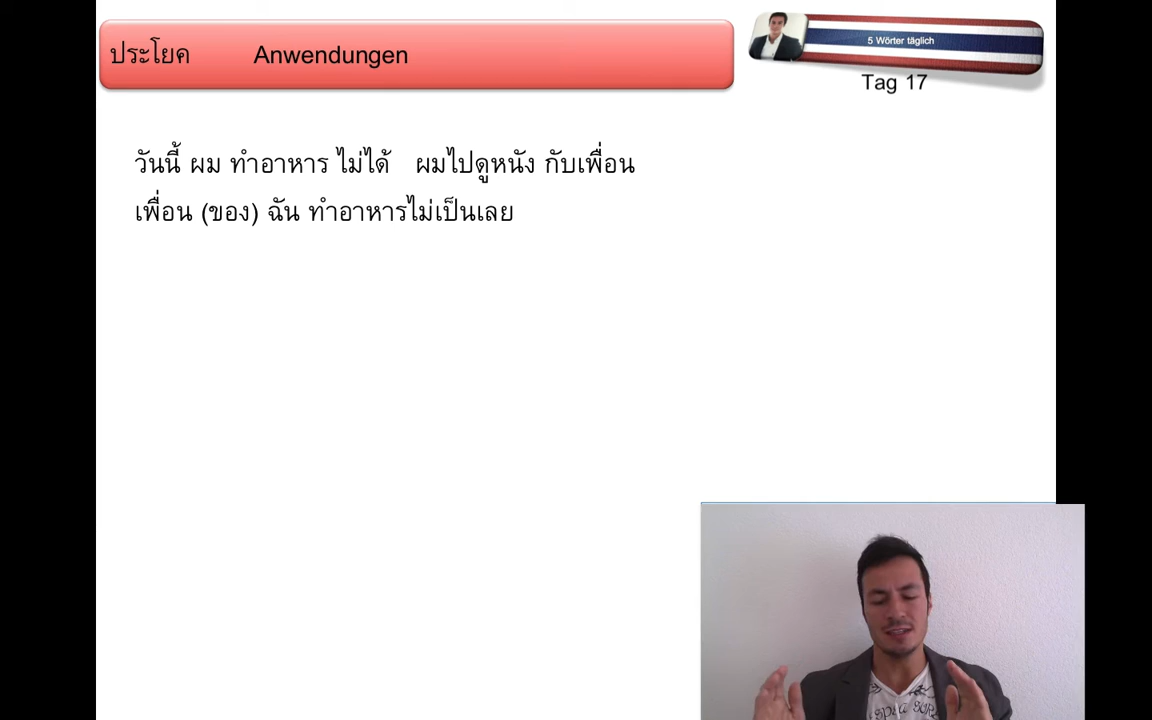 ประโยค Anwendungen
5 Wörter täglich
Tag 17
วันนี้ ผม ทำอาหาร ไม่ได้ ผมไปดูหนัง กับเพื่อน
เพื่อน (ของ) ฉัน ทำอาหารไม่เป็นเลย